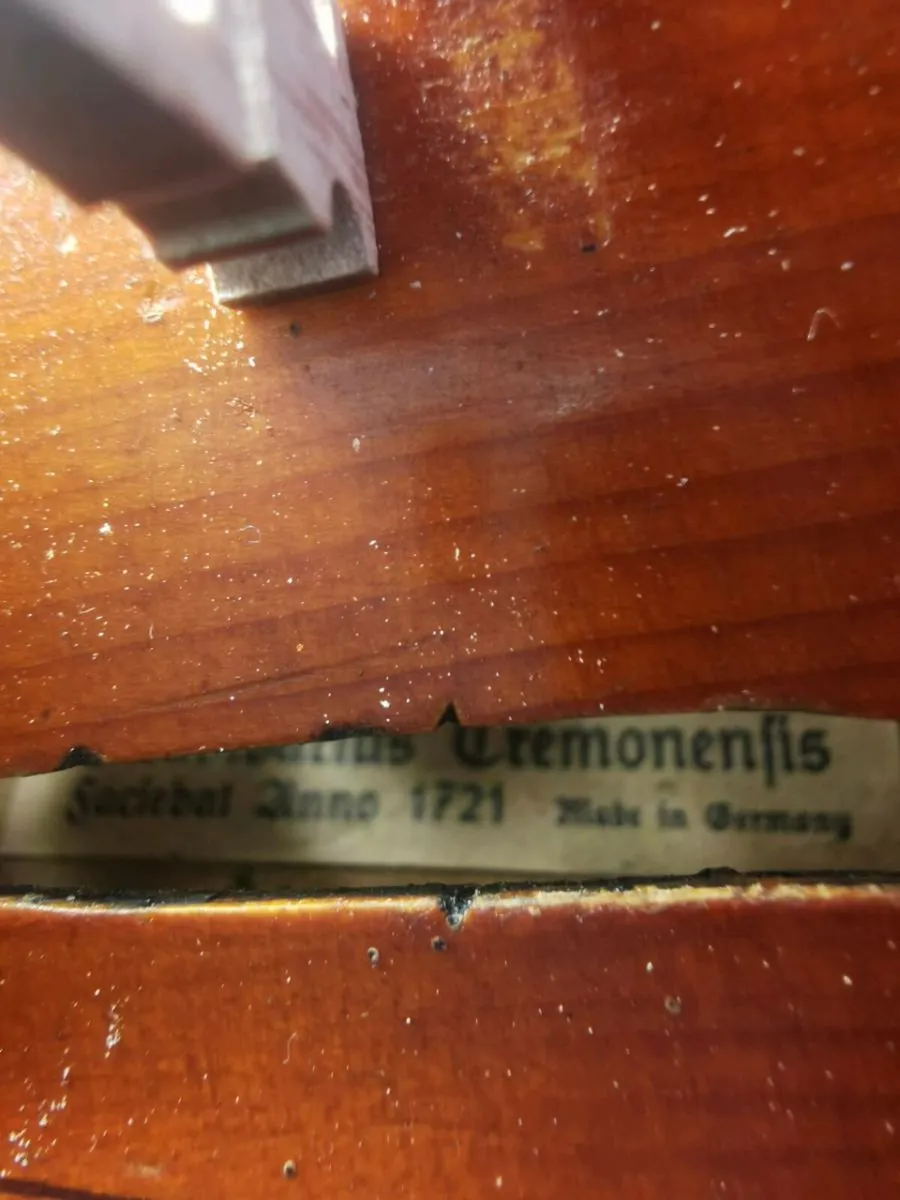 Cremonenſis
Faciebat Anno 1721 Made in Germany